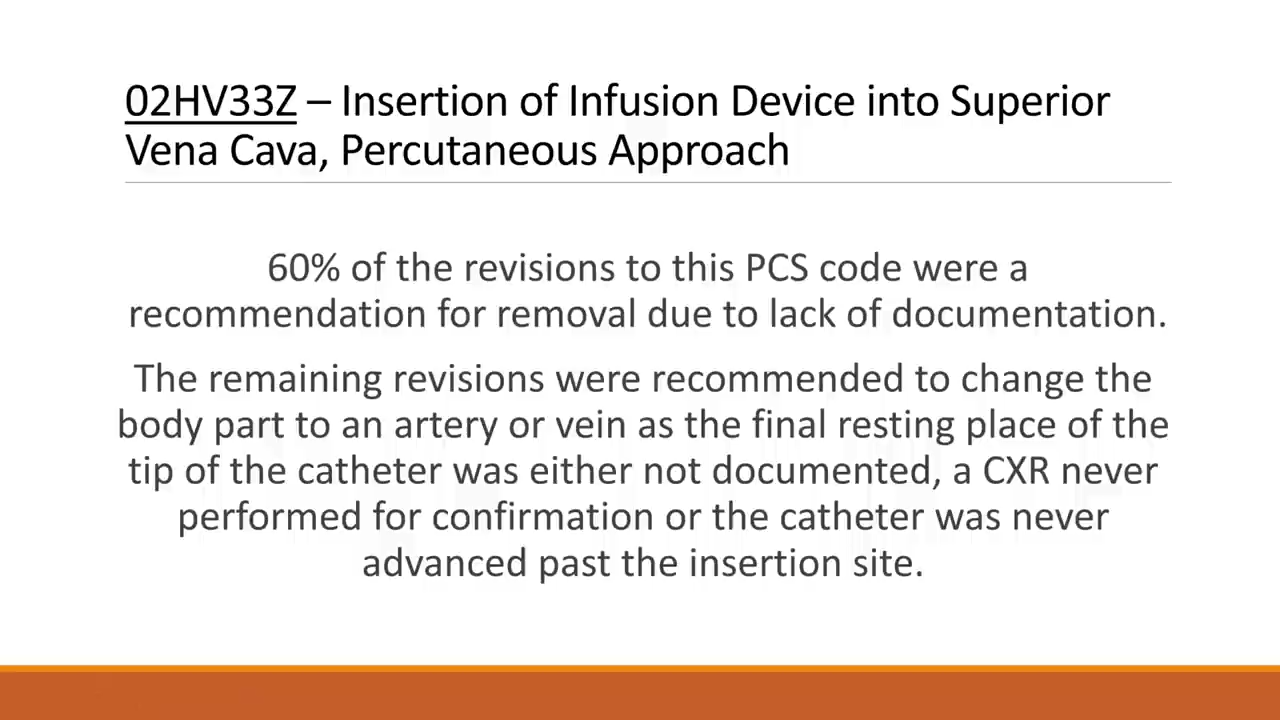 02HV33Z – Insertion of Infusion Device into Superior
Vena Cava, Percutaneous Approach
60% of the revisions to this PCS code were a
recommendation for removal due to lack of documentation.
The remaining revisions were recommended to change the
body part to an artery or vein as the final resting place of the
tip of the catheter was either not documented, a CXR never
performed for confirmation or the catheter was never
advanced past the insertion site.